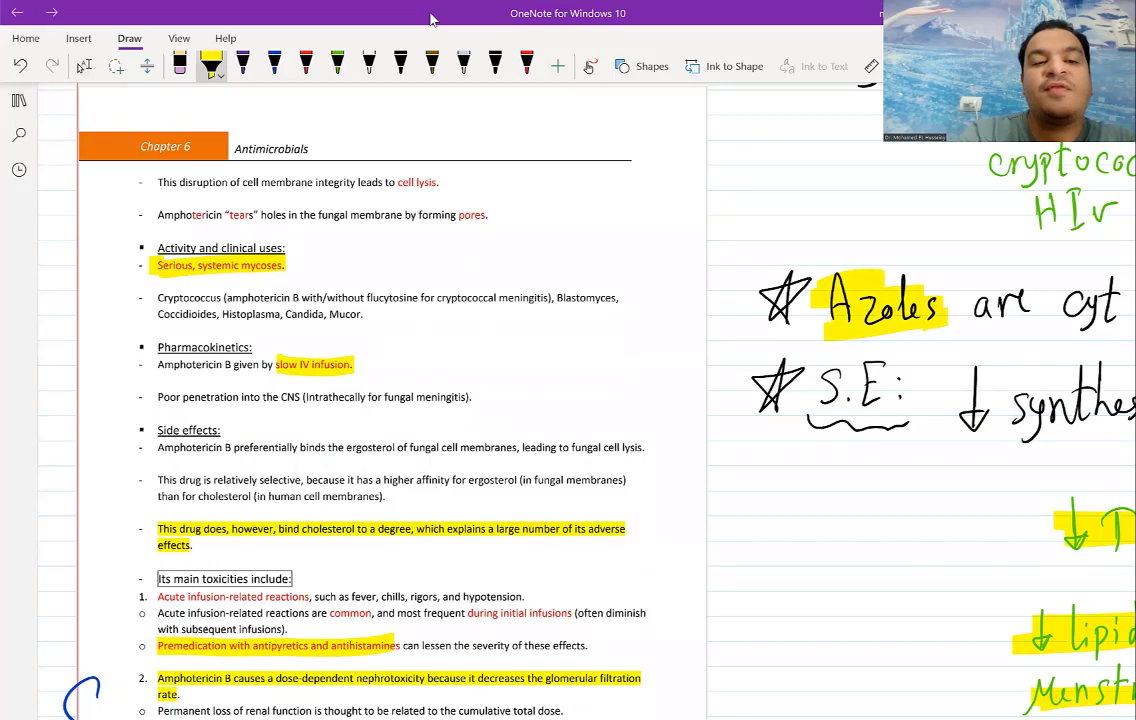 OneNote for Windows 10
Home Insert Draw View Help
Shapes Ink to Shape Ink to Text
Dr. Mohamed EL Husseiny
Chapter 6 Antimicrobials
- This disruption of cell membrane integrity leads to cell lysis.
- Amphotericin “tears” holes in the fungal membrane by forming pores.
▪ Activity and clinical uses:
- Serious, systemic mycoses.
- Cryptococcus (amphotericin B with/without flucytosine for cryptococcal meningitis), Blastomyces,
Coccidioides, Histoplasma, Candida, Mucor.
▪ Pharmacokinetics:
- Amphotericin B given by slow IV infusion.
- Poor penetration into the CNS (Intrathecally for fungal meningitis).
▪ Side effects:
- Amphotericin B preferentially binds the ergosterol of fungal cell membranes, leading to fungal cell lysis.
- This drug is relatively selective, because it has a higher affinity for ergosterol (in fungal membranes)
than for cholesterol (in human cell membranes).
- This drug does, however, bind cholesterol to a degree, which explains a large number of its adverse
effects.
- Its main toxicities include:
1. Acute infusion-related reactions, such as fever, chills, rigors, and hypotension.
o Acute infusion-related reactions are common, and most frequent during initial infusions (often diminish
with subsequent infusions).
o Premedication with antipyretics and antihistamines can lessen the severity of these effects.
2. Amphotericin B causes a dose-dependent nephrotoxicity because it decreases the glomerular filtration
rate.
o Permanent loss of renal function is thought to be related to the cumulative total dose.
cryptococ
HIV
☆ Azoles are cyt
☆ S.E: ↓ synthes
↓
↓ lipid
Menstr